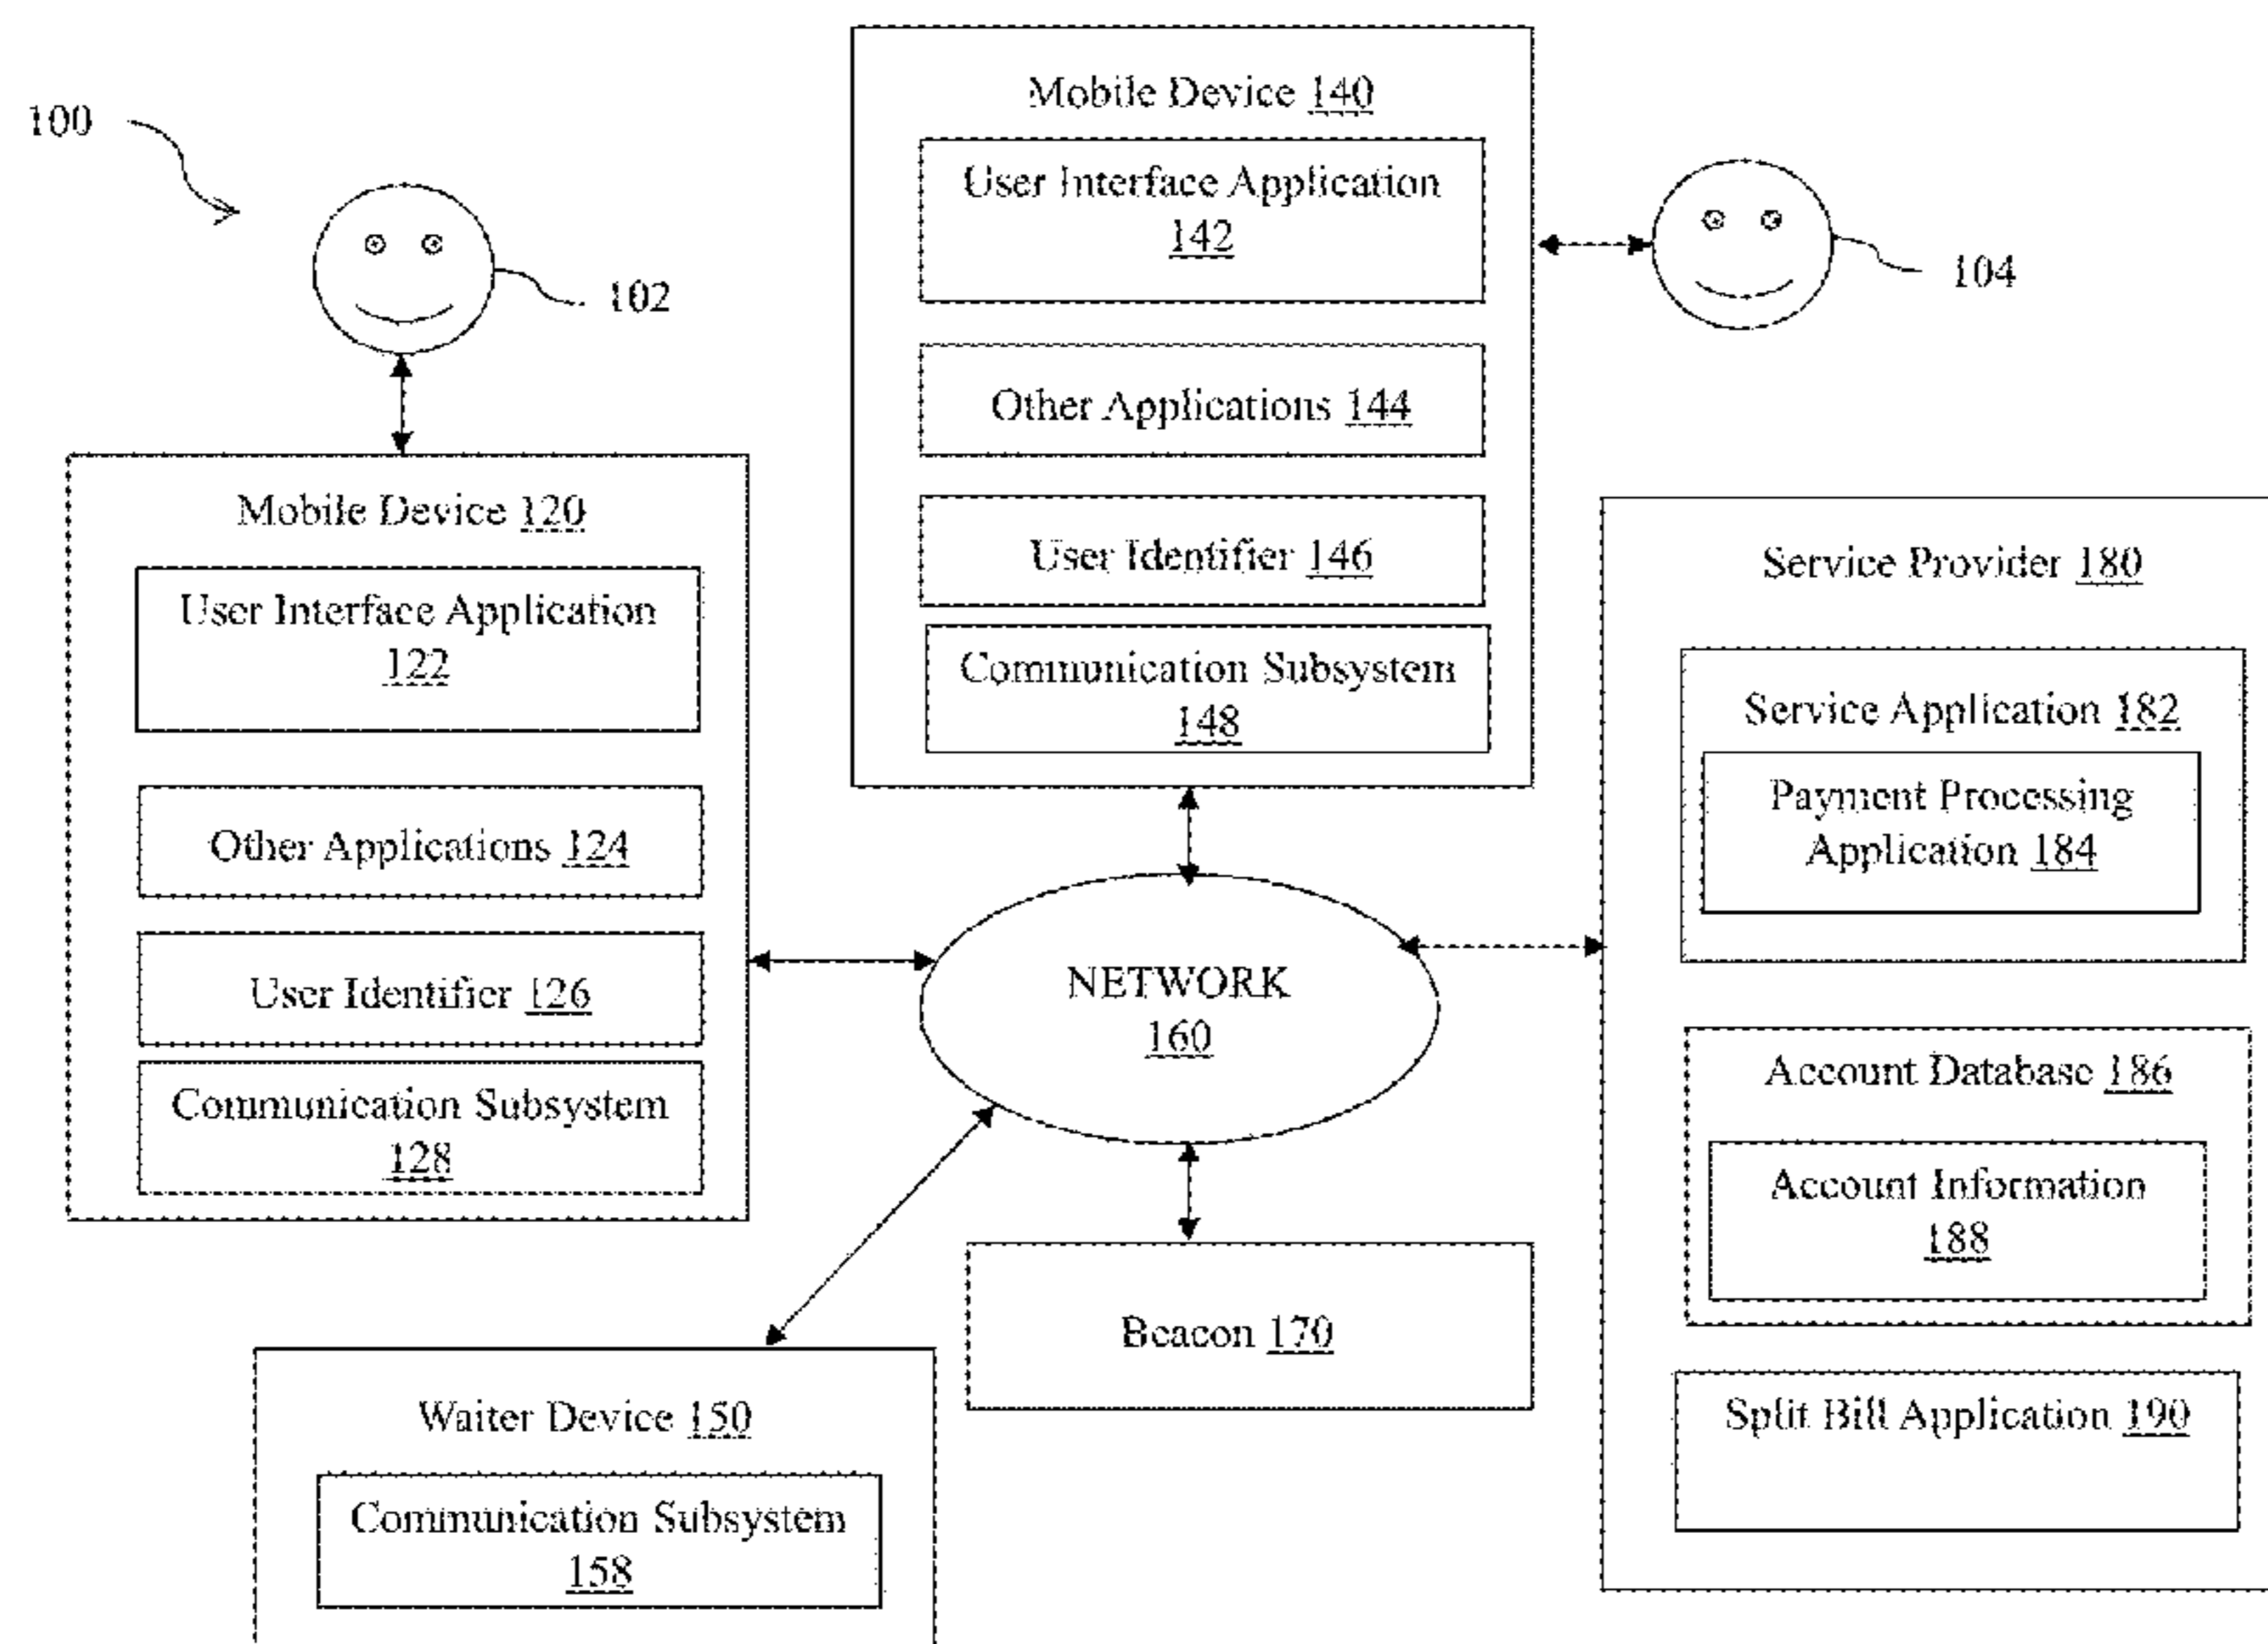 100
102
Mobile Device 140
User Interface Application
142
Other Applications 144
User Identifier 146
Communication Subsystem
148
104
Mobile Device 120
User Interface Application
122
Other Applications 124
User Identifier 126
Communication Subsystem
128
NETWORK
160
Service Provider 180
Service Application 182
Payment Processing
Application 184
Account Database 186
Account Information
188
Split Bill Application 190
Beacon 170
Waiter Device 150
Communication Subsystem
158